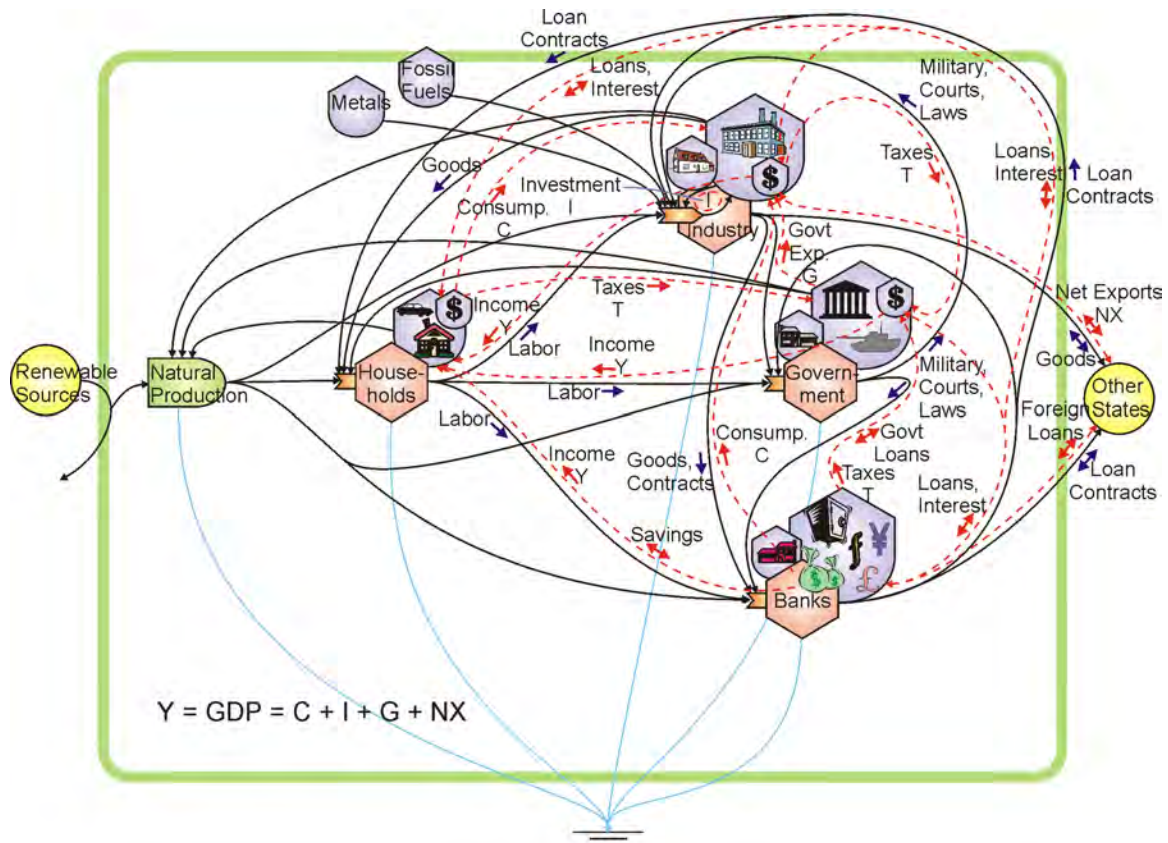 Loan
Contracts
Fossil
Fuels
Metals
Loans,
Interest
Military,
Courts,
Laws
Goods
Taxes
T
Loans,
Interest
Loan
Contracts
Investment
I
I
$
Consump.
C
Industry
Govt
Exp.
G
Net Exports
NX
Goods
Renewable
Sources
Natural
Production
$
Income
Y
Labor
Taxes
T
Income
Y
Labor
House-
holds
$
Govern-
ment
Military,
Courts,
Laws
Other
States
Labor
Income
Y
Goods,
Contracts
Consump.
C
Govt
Loans
Taxes
T
Foreign
Loans
Loan
Contracts
Loans,
Interest
Savings
ƒ
¥
£
$
$
Banks
Y = GDP = C + I + G + NX